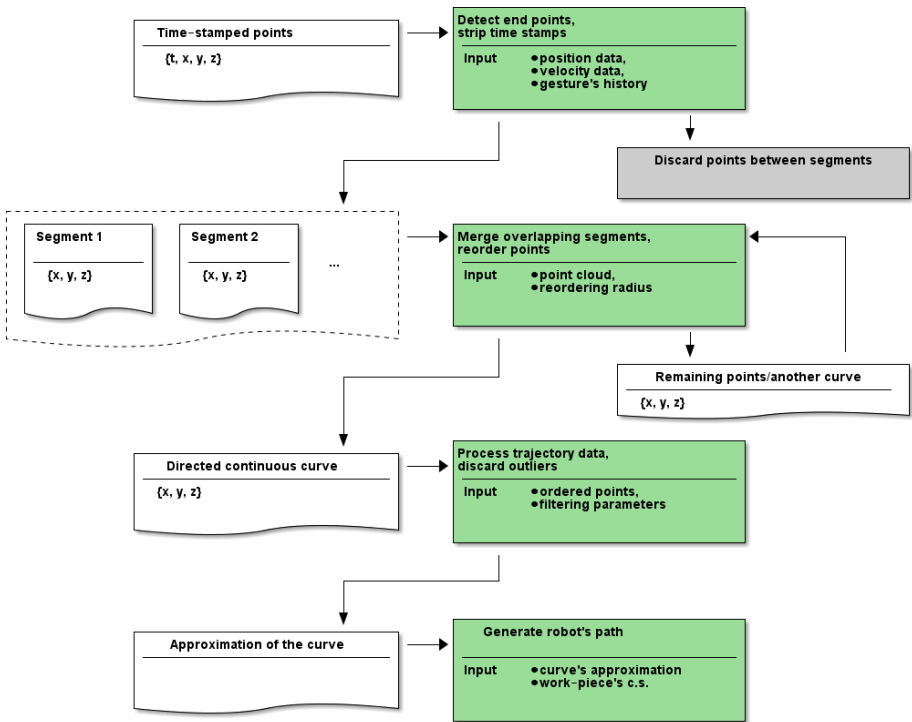 Time-stamped points
{t, x, y, z}
Detect end points,
strip time stamps
Input
●position data,
●velocity data,
●gesture's history
Discard points between segments
Segment 1
{x, y, z}
Segment 2
{x, y, z}
...
Merge overlapping segments,
reorder points
Input
●point cloud,
●reordering radius
Remaining points/another curve
{x, y, z}
Directed continuous curve
{x, y, z}
Process trajectory data,
discard outliers
Input
●ordered points,
●filtering parameters
Approximation of the curve
Generate robot's path
Input
●curve's approximation
●work-piece's c.s.